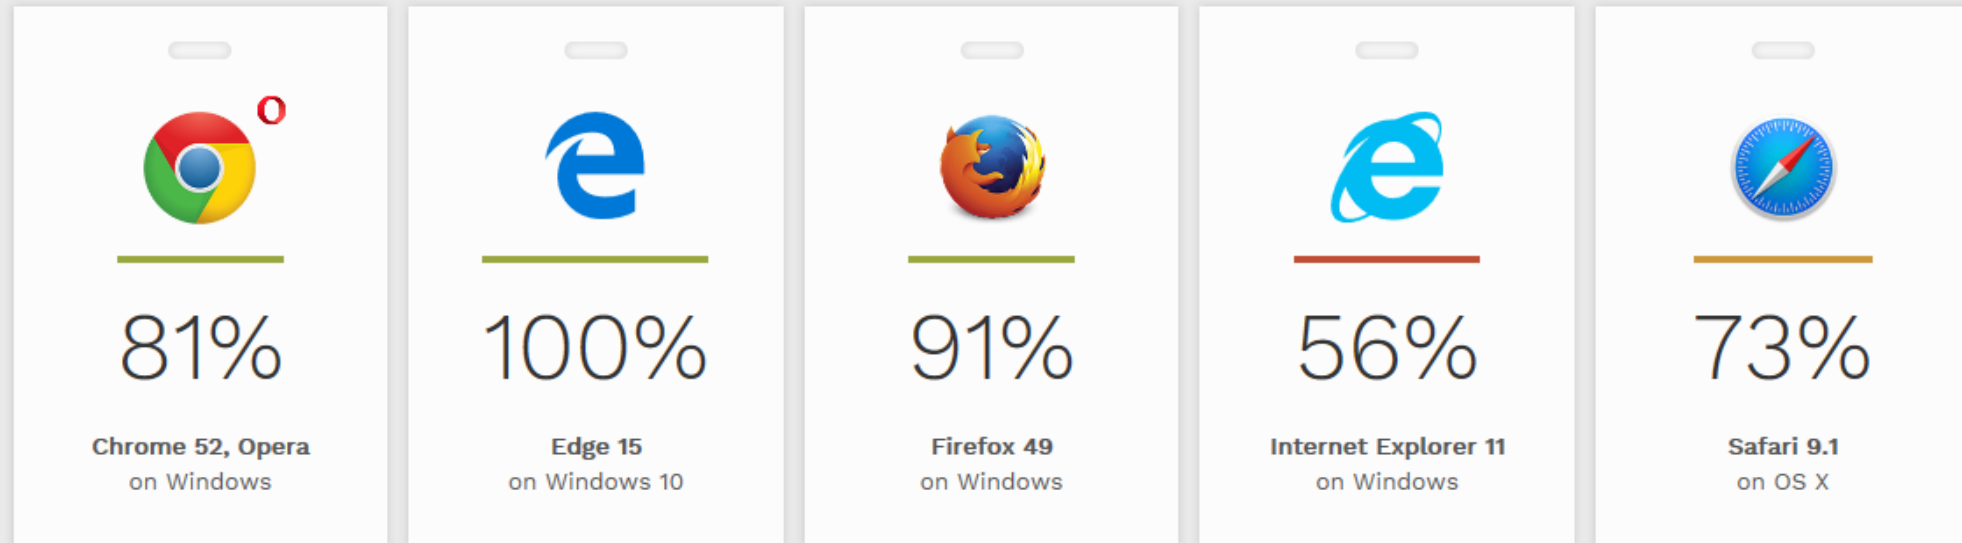 81%
Chrome 52, Opera
on Windows
100%
Edge 15
on Windows 10
91%
Firefox 49
on Windows
56%
Internet Explorer 11
on Windows
73%
Safari 9.1
on OS X